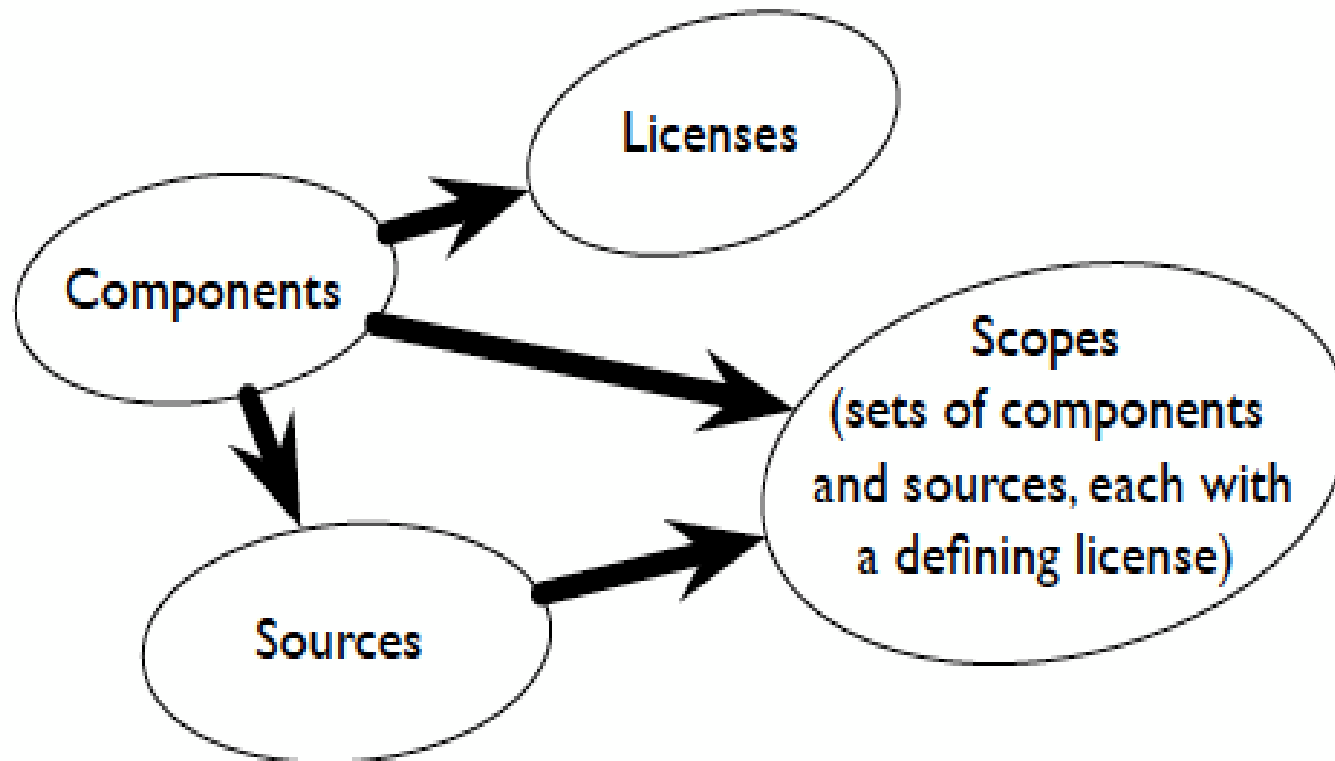 Licenses
Components
Scopes
(sets of components
and sources, each with
a defining license)
Sources